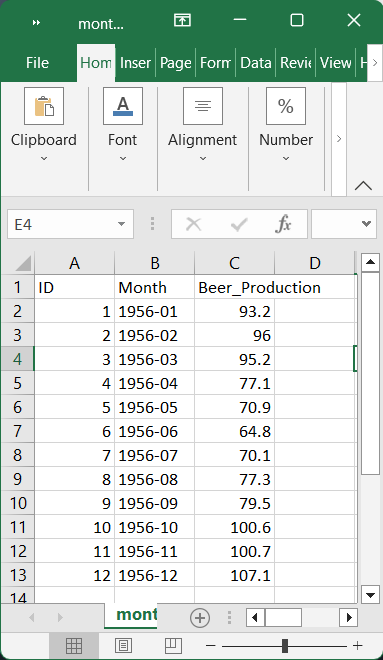 mont...
File Hom Inser Page Forr Data Revi View H
A %
Clipboard Font Alignment Number
E4 fx
A B C D
1 ID Month Beer_Production
2 1 1956-01 93.2
3 2 1956-02 96
4 3 1956-03 95.2
5 4 1956-04 77.1
6 5 1956-05 70.9
7 6 1956-06 64.8
8 7 1956-07 70.1
9 8 1956-08 77.3
10 9 1956-09 79.5
11 10 1956-10 100.6
12 11 1956-11 100.7
13 12 1956-12 107.1
14
mont